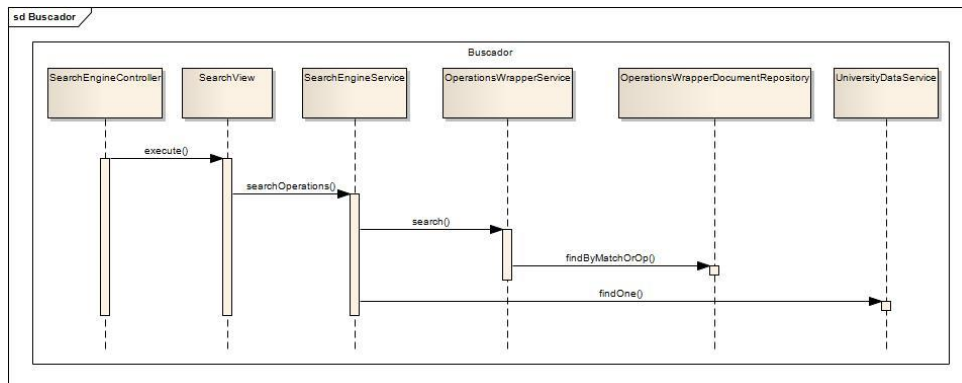 sd Buscador
Buscador
SearchEngineController
SearchView
SearchEngineService
OperationsWrapperService
OperationsWrapperDocumentRepository
UniversityDataService
execute()
searchOperations()
search()
findByMatchOrOp()
findOne()